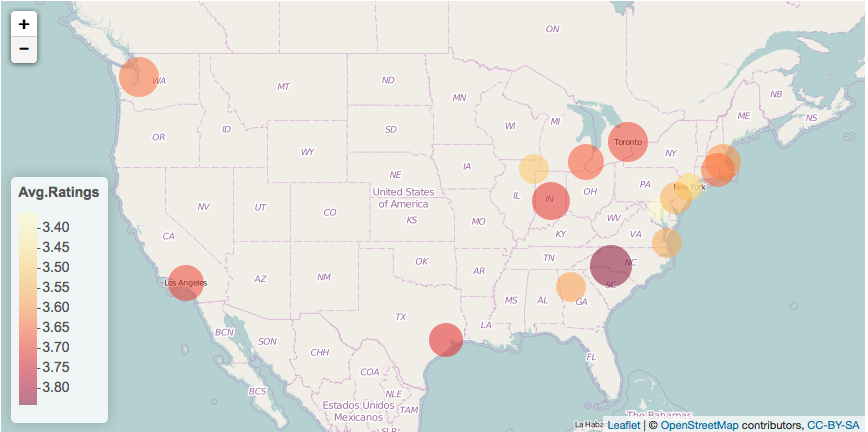 +
−
ON
NB
WA
MT
ND
MN
ME
NS
OR
ID
SD
WI
MI
Toronto
NY
WY
IA
NE
PA
New York
Avg.Ratings
United States
of America
IL
IN
OH
NV
UT
CO
KS
MO
WV
KY
3.40
3.45
3.50
3.55
3.60
3.65
3.70
3.75
3.80
CA
OK
TN
NC
AZ
NM
AR
SC
Los Angeles
TX
MS
AL
GA
LA
BCN
SON
CHH
FL
COA
BCS
NLE
Estados Unidos
Mexicanos
TAM
The Bahamas
SLP
La Haba
Leaflet | © OpenStreetMap contributors, CC-BY-SA